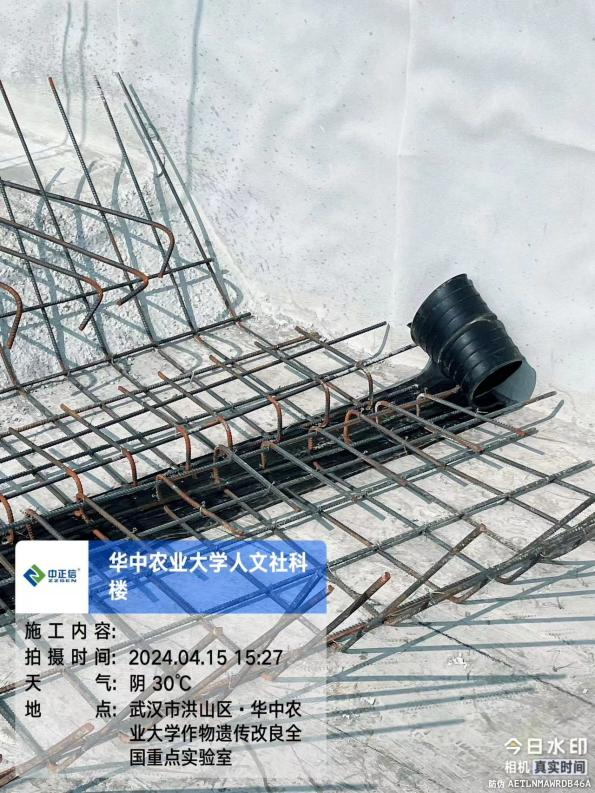 中正信
ZZSEN
华中农业大学人文社科
楼
施工内容:
拍摄时间: 2024.04.15 15:27
天气: 阴 30℃
地点: 武汉市洪山区·华中农
业大学作物遗传改良全
国重点实验室
今日水印
相机 真实时间
防伪 AETLNMAWRDB46A